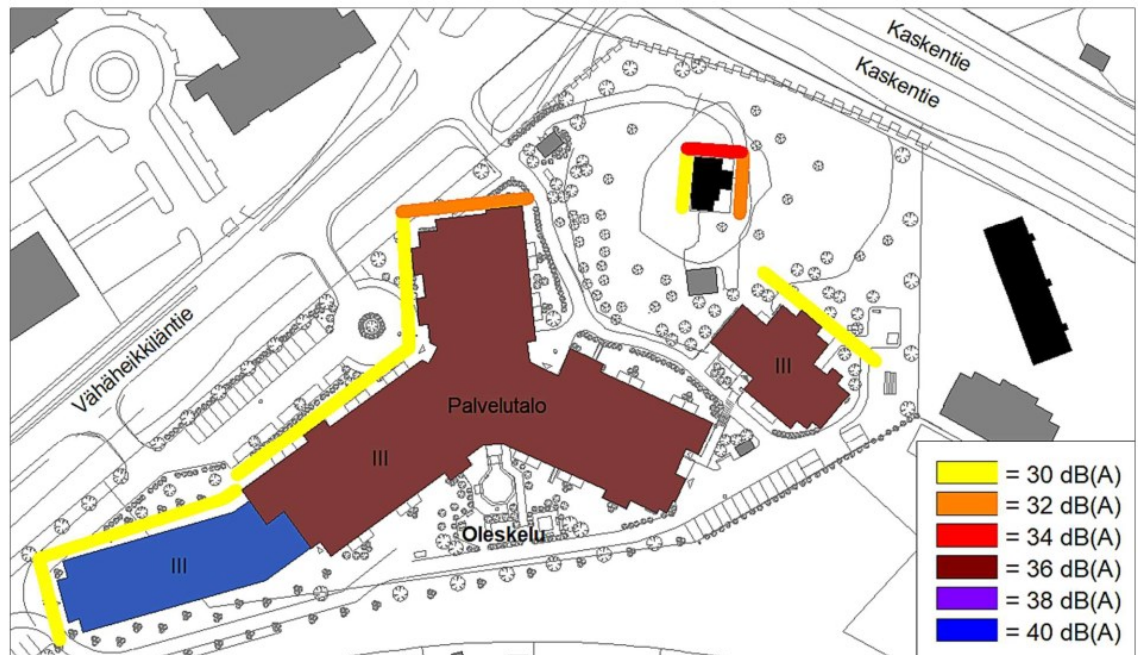 Kaskentie
Kaskentie
Vähäheikkiläntie
III
Palvelutalo
III
Oleskelu
III
= 30 dB(A)
= 32 dB(A)
= 34 dB(A)
= 36 dB(A)
= 38 dB(A)
= 40 dB(A)